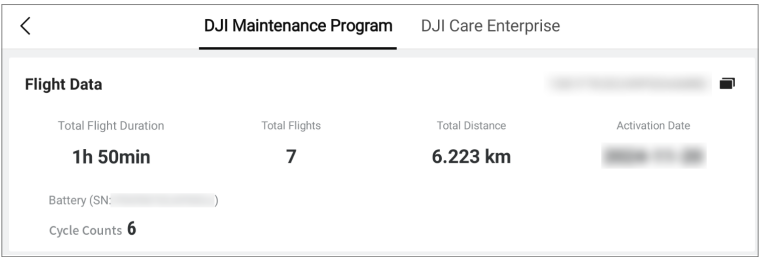 DJI Maintenance Program DJI Care Enterprise
Flight Data
Total Flight Duration Total Flights Total Distance Activation Date
1h 50min 7 6.223 km
Battery (SN: )
Cycle Counts 6